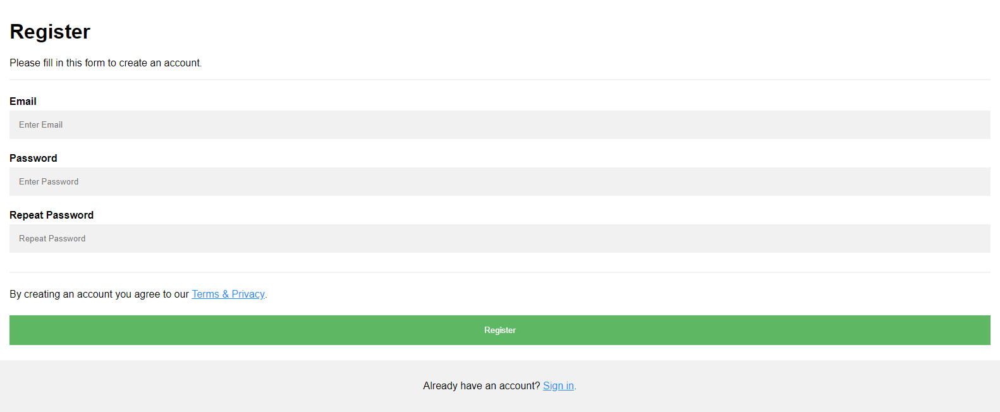 Register
Please fill in this form to create an account.
Email
Enter Email
Password
Enter Password
Repeat Password
Repeat Password
By creating an account you agree to our Terms & Privacy.
Register
Already have an account? Sign in.